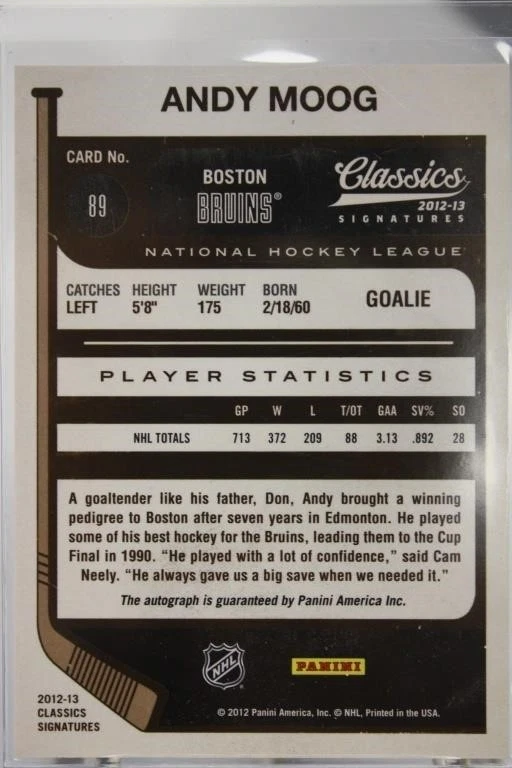 ANDY MOOG
CARD No.
89
BOSTON
BRUINS®
Classics
2012-13
SIGNATURES
NATIONAL HOCKEY LEAGUE
CATCHES HEIGHT WEIGHT BORN
LEFT 5'8" 175 2/18/60
GOALIE
PLAYER STATISTICS
GP W L T/OT GAA SV% SO
NHL TOTALS 713 372 209 88 3.13 .892 28
A goaltender like his father, Don, Andy brought a winning
pedigree to Boston after seven years in Edmonton. He played
some of his best hockey for the Bruins, leading them to the Cup
Final in 1990. “He played with a lot of confidence,” said Cam
Neely. “He always gave us a big save when we needed it.”
The autograph is guaranteed by Panini America Inc.
NHL
PANINI
2012-13
CLASSICS
SIGNATURES
© 2012 Panini America, Inc. © NHL, Printed in the USA.